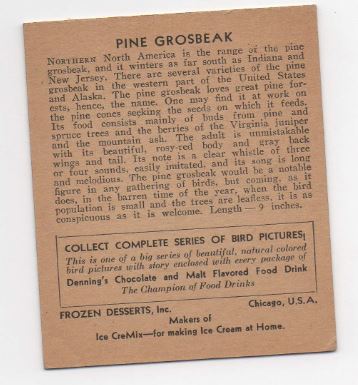 PINE GROSBEAK
NORTHERN North America is the range of the pine
grosbeak, and it winters as far south as Indiana and
New Jersey. There are several varieties of the pine
grosbeak in the western part of the United States
and Alaska. The pine grosbeak loves great pine for-
ests, hence, the name. One may find it at work on
the pine cones seeking the seeds on which it feeds.
Its food consists mainly of buds from pine and
spruce trees and the berries of the Virginia juniper
and the mountain ash. The adult is unmistakable
with its beautiful, rosy-red body and gray back
wings and tail. Its note is a clear whistle of three
or four sounds, easily imitated, and its song is long
and melodious. The pine grosbeak would be a notable
figure in any gathering of birds, but coming, as it
does, in the barren time of the year, when the bird
population is small and the trees are leafless, it is as
conspicuous as it is welcome. Length—9 inches.
COLLECT COMPLETE SERIES OF BIRD PICTURES
This is one of a big series of beautiful, natural colored
bird pictures with story enclosed with every package of
Denning's Chocolate and Malt Flavored Food Drink
The Champion of Food Drinks
FROZEN DESSERTS, Inc. Chicago, U.S.A.
Makers of
Ice CreMix—for making Ice Cream at Home.